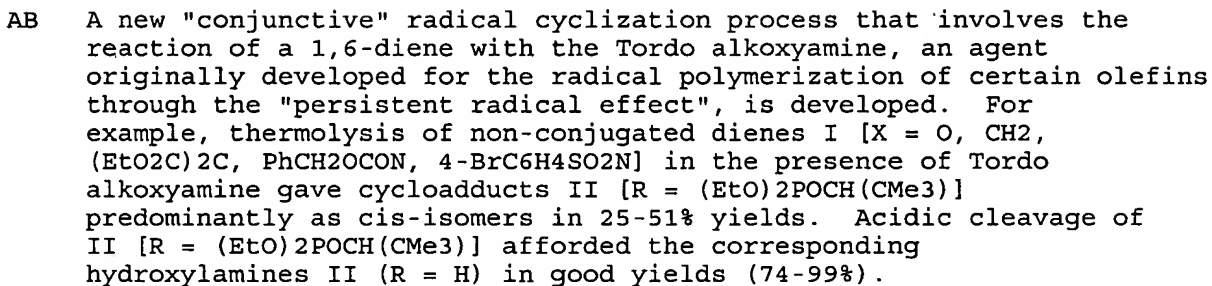 AB A new "conjunctive" radical cyclization process that involves the
reaction of a 1,6-diene with the Tordo alkoxyamine, an agent
originally developed for the radical polymerization of certain olefins
through the "persistent radical effect", is developed. For
example, thermolysis of non-conjugated dienes I [X = O, CH2,
(EtO2C)2C, PhCH2OCON, 4-BrC6H4SO2N] in the presence of Tordo
alkoxyamine gave cycloadducts II [R = (EtO)2POCH(CMe3)]
predominantly as cis-isomers in 25-51% yields. Acidic cleavage of
II [R = (EtO)2POCH(CMe3)] afforded the corresponding
hydroxylamines II (R = H) in good yields (74-99%).